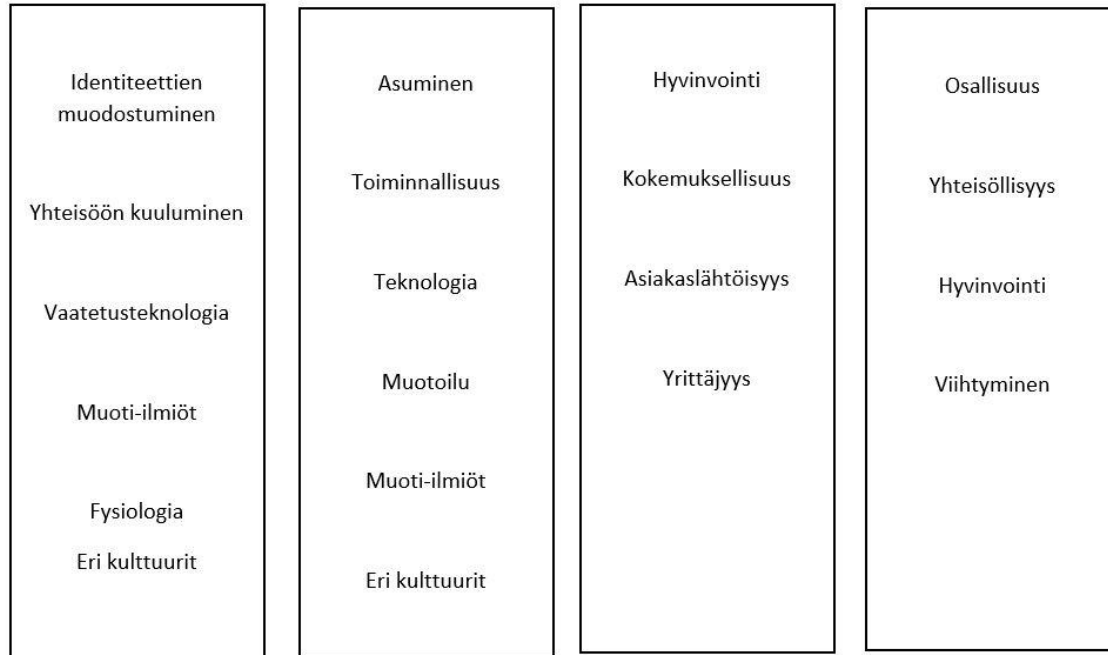 Identiteettien
muodostuminen
Yhteisöön kuuluminen
Vaatetusteknologia
Muoti-ilmiöt
Fysiologia
Eri kulttuurit
Asuminen
Toiminnallisuus
Teknologia
Muotoilu
Muoti-ilmiöt
Eri kulttuurit
Hyvinvointi
Kokemuksellisuus
Asiakaslähtöisyys
Yrittäjyys
Osallisuus
Yhteisöllisyys
Hyvinvointi
Viihtyminen